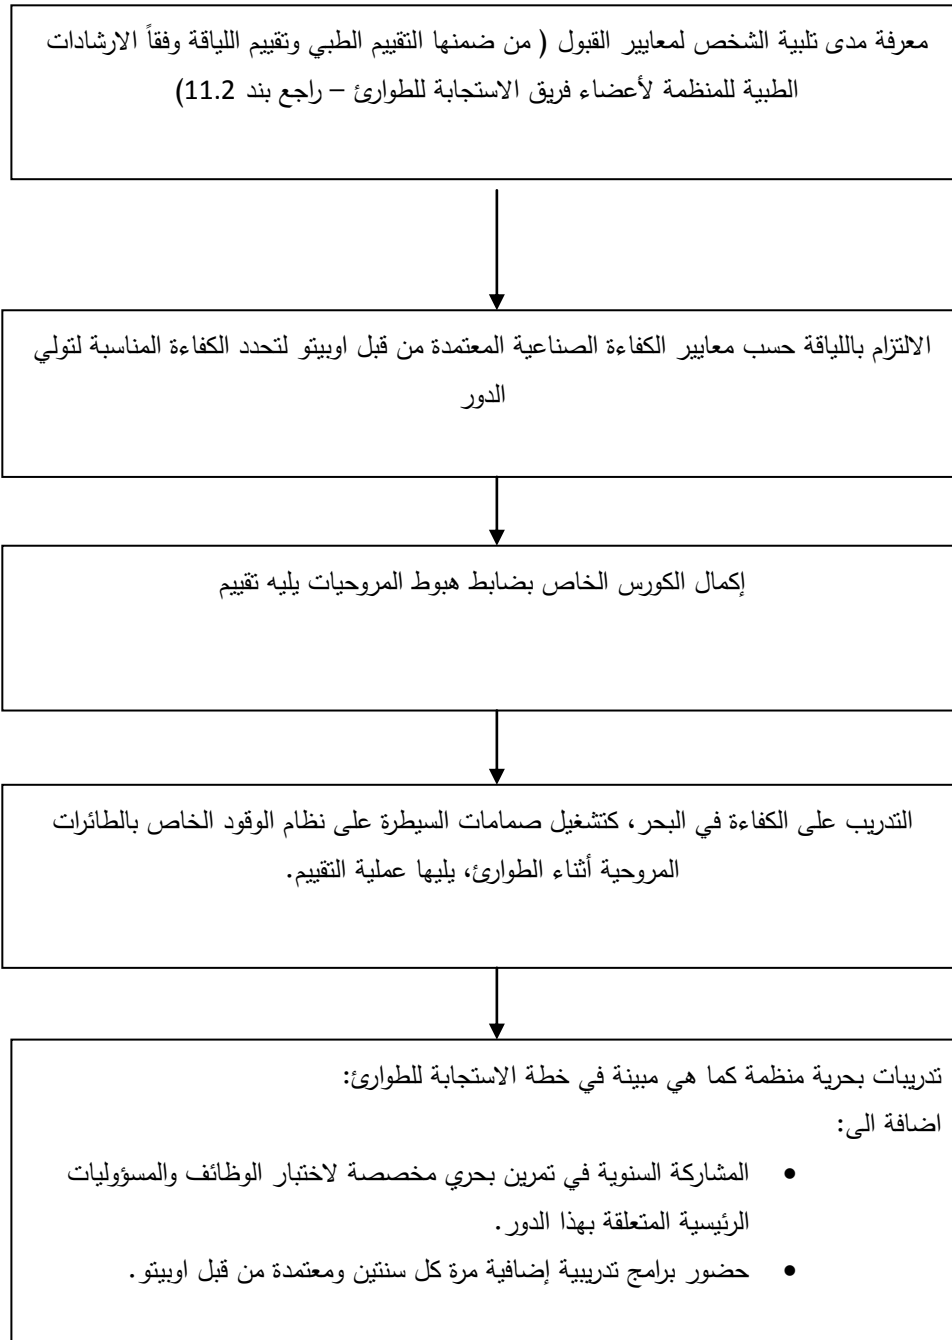 معرفة مدى تلبية الشخص لمعايير القبول ( من ضمنها التقييم الطبي وتقييم اللياقة وفقاً الارشادات
الطبية للمنظمة لأعضاء فريق الاستجابة للطوارئ – راجع بند 11.2)
الالتزام باللياقة حسب معايير الكفاءة الصناعية المعتمدة من قبل اوبيتو لتحدد الكفاءة المناسبة لتولي
الدور
إكمال الكورس الخاص بضابط هبوط المروحيات يليه تقييم
التدريب على الكفاءة في البحر، كتشغيل صمامات السيطرة على نظام الوقود الخاص بالطائرات
المروحية أثناء الطوارئ، يليها عملية التقييم.
تدريبات بحرية منظمة كما هي مبينة في خطة الاستجابة للطوارئ:
اضافة الى:
• المشاركة السنوية في تمرين بحري مخصصة لاختبار الوظائف والمسؤوليات
الرئيسية المتعلقة بهذا الدور.
• حضور برامج تدريبية إضافية مرة كل سنتين ومعتمدة من قبل اوبيتو.